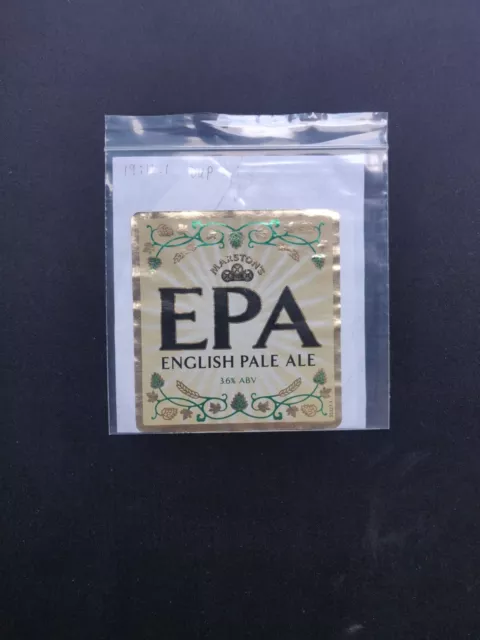 MARSTON'S
EPA
ENGLISH PALE ALE
3.6% ABV